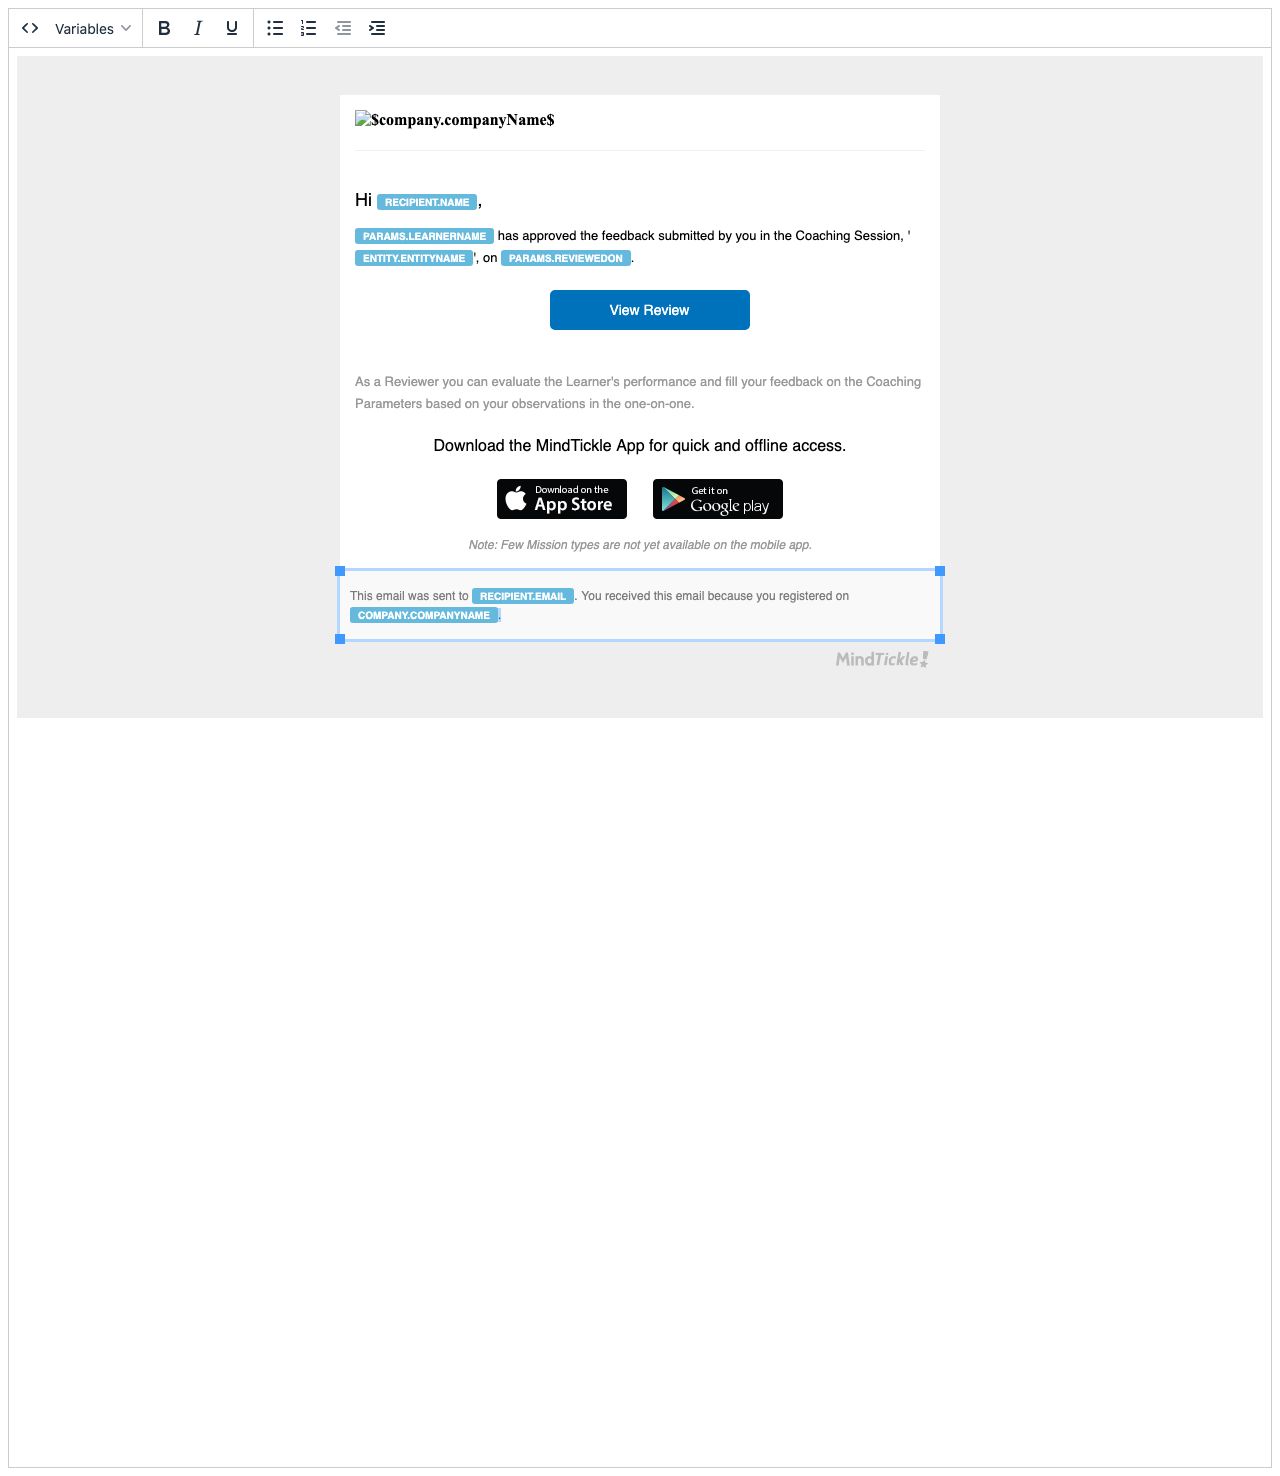 Variables B I U
$company.companyName$
Hi RECIPIENT.NAME,
PARAMS.LEARNERNAME has approved the feedback submitted by you in the Coaching Session, '
ENTITY.ENTITYNAME', on PARAMS.REVIEWEDON.
View Review
As a Reviewer you can evaluate the Learner's performance and fill your feedback on the Coaching
Parameters based on your observations in the one-on-one.
Download the MindTickle App for quick and offline access.
Download on the
App Store
Get it on
Google play
Note: Few Mission types are not yet available on the mobile app.
This email was sent to RECIPIENT.EMAIL. You received this email because you registered on
COMPANY.COMPANYNAME.
MindTickle!